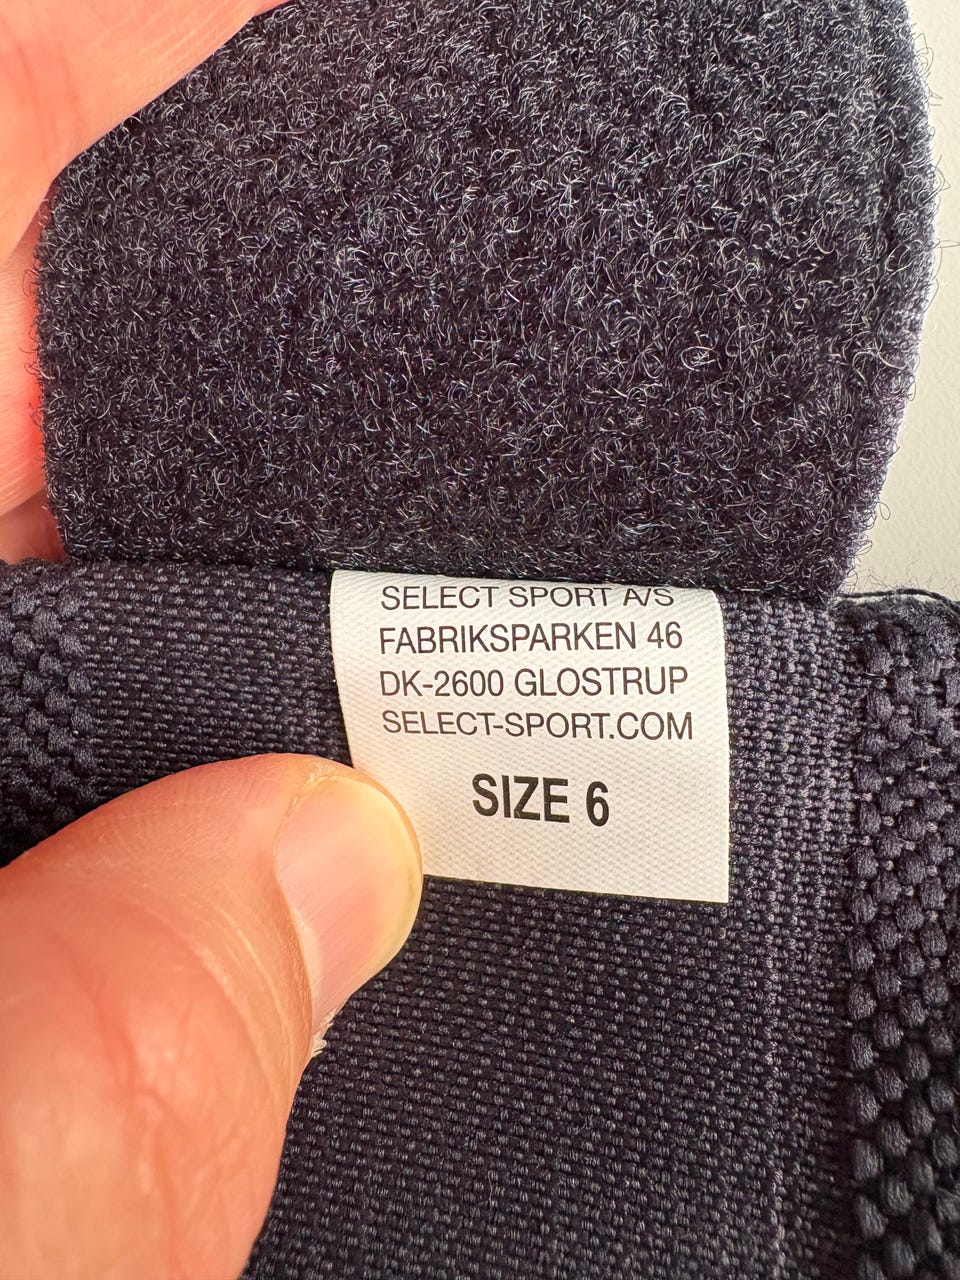 SELECT SPORT A/S
FABRIKSPARKEN 46
DK-2600 GLOSTRUP
SELECT-SPORT.COM
SIZE 6